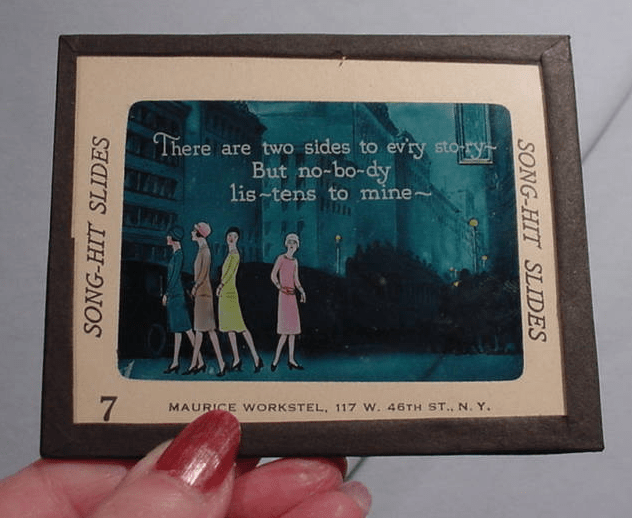 There are two sides to ev'ry sto-ry~
But no-bo-dy
lis~tens to mine~
SONG-HIT SLIDES
SONG-HIT SLIDES
7
MAURICE WORKSTEL, 117 W. 46TH ST., N. Y.